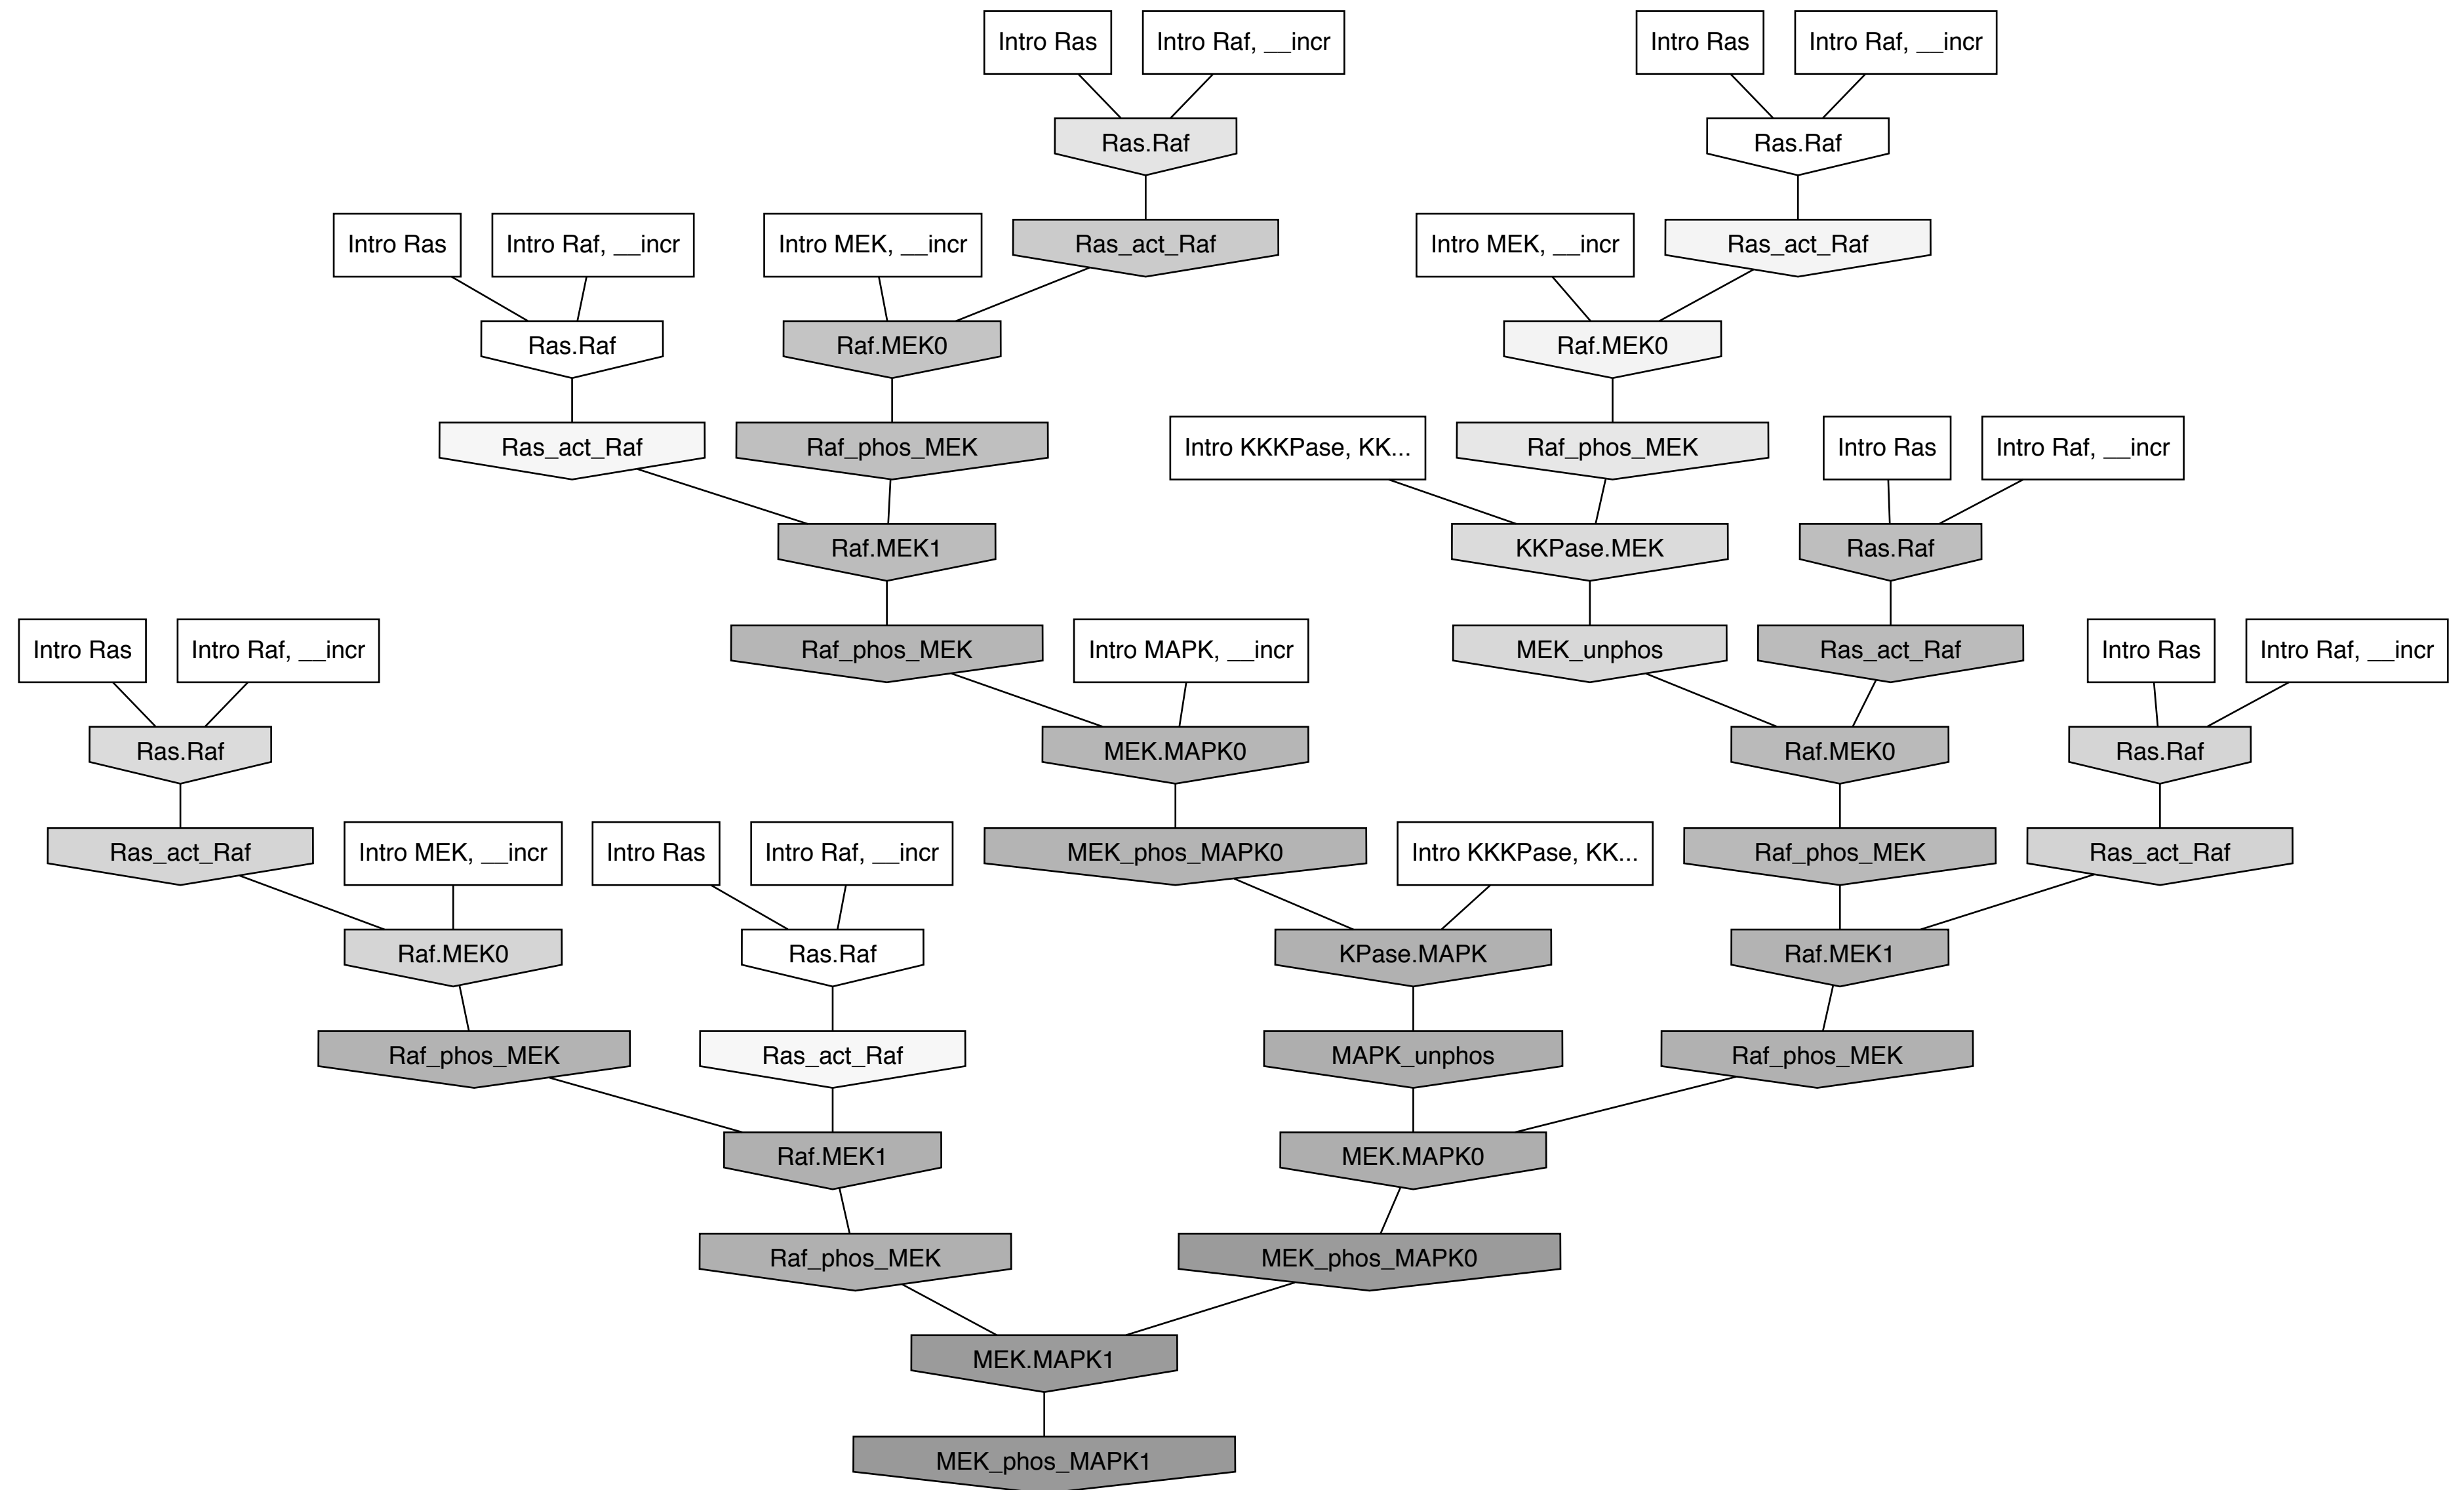 Intro Ras
Intro Raf, __incr
Intro Ras
Intro Raf, __incr
Ras.Raf
Ras.Raf
Intro Ras
Intro Raf, __incr
Intro MEK, __incr
Ras_act_Raf
Intro MEK, __incr
Ras_act_Raf
Ras.Raf
Raf.MEK0
Raf.MEK0
Ras_act_Raf
Raf_phos_MEK
Intro KKKPase, KK...
Raf_phos_MEK
Intro Ras
Intro Raf, __incr
Raf.MEK1
KKPase.MEK
Ras.Raf
Intro Ras
Intro Raf, __incr
Raf_phos_MEK
Intro MAPK, __incr
MEK_unphos
Ras_act_Raf
Intro Ras
Intro Raf, __incr
Ras.Raf
MEK.MAPK0
Raf.MEK0
Ras.Raf
Ras_act_Raf
Intro MEK, __incr
Intro Ras
Intro Raf, __incr
MEK_phos_MAPK0
Intro KKKPase, KK...
Raf_phos_MEK
Ras_act_Raf
Raf.MEK0
Ras.Raf
KPase.MAPK
Raf.MEK1
Raf_phos_MEK
Ras_act_Raf
MAPK_unphos
Raf_phos_MEK
Raf.MEK1
MEK.MAPK0
Raf_phos_MEK
MEK_phos_MAPK0
MEK.MAPK1
MEK_phos_MAPK1